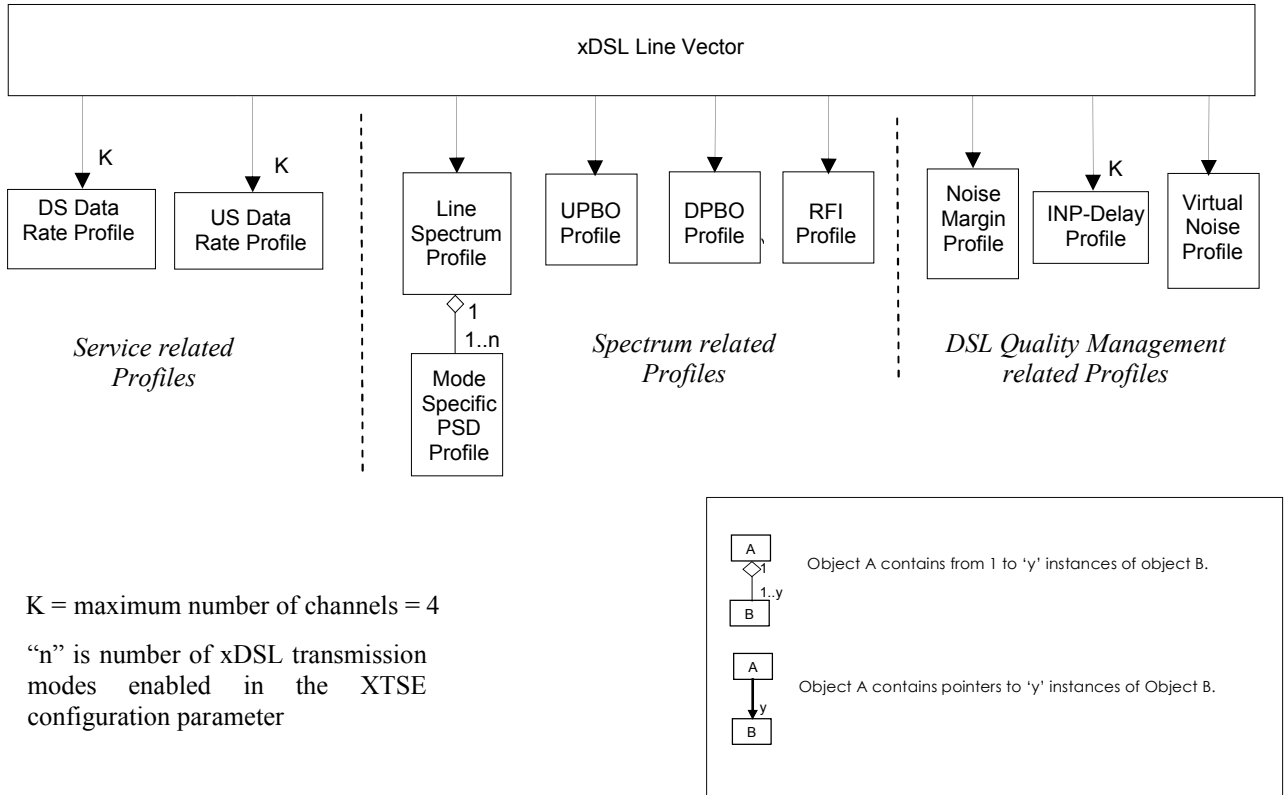 xDSL Line Vector
K
K
K
DS Data
Rate Profile
US Data
Rate Profile
Line
Spectrum
Profile
UPBO
Profile
DPBO
Profile
RFI
Profile
Noise
Margin
Profile
INP-Delay
Profile
Virtual
Noise
Profile
1
1..n
Mode
Specific
PSD
Profile
Service related
Profiles
Spectrum related
Profiles
DSL Quality Management
related Profiles
K = maximum number of channels = 4
“n” is number of xDSL transmission
modes enabled in the XTSE
configuration parameter
A
1
1..y
B
Object A contains from 1 to ‘y’ instances of object B.
A
y
B
Object A contains pointers to ‘y’ instances of Object B.